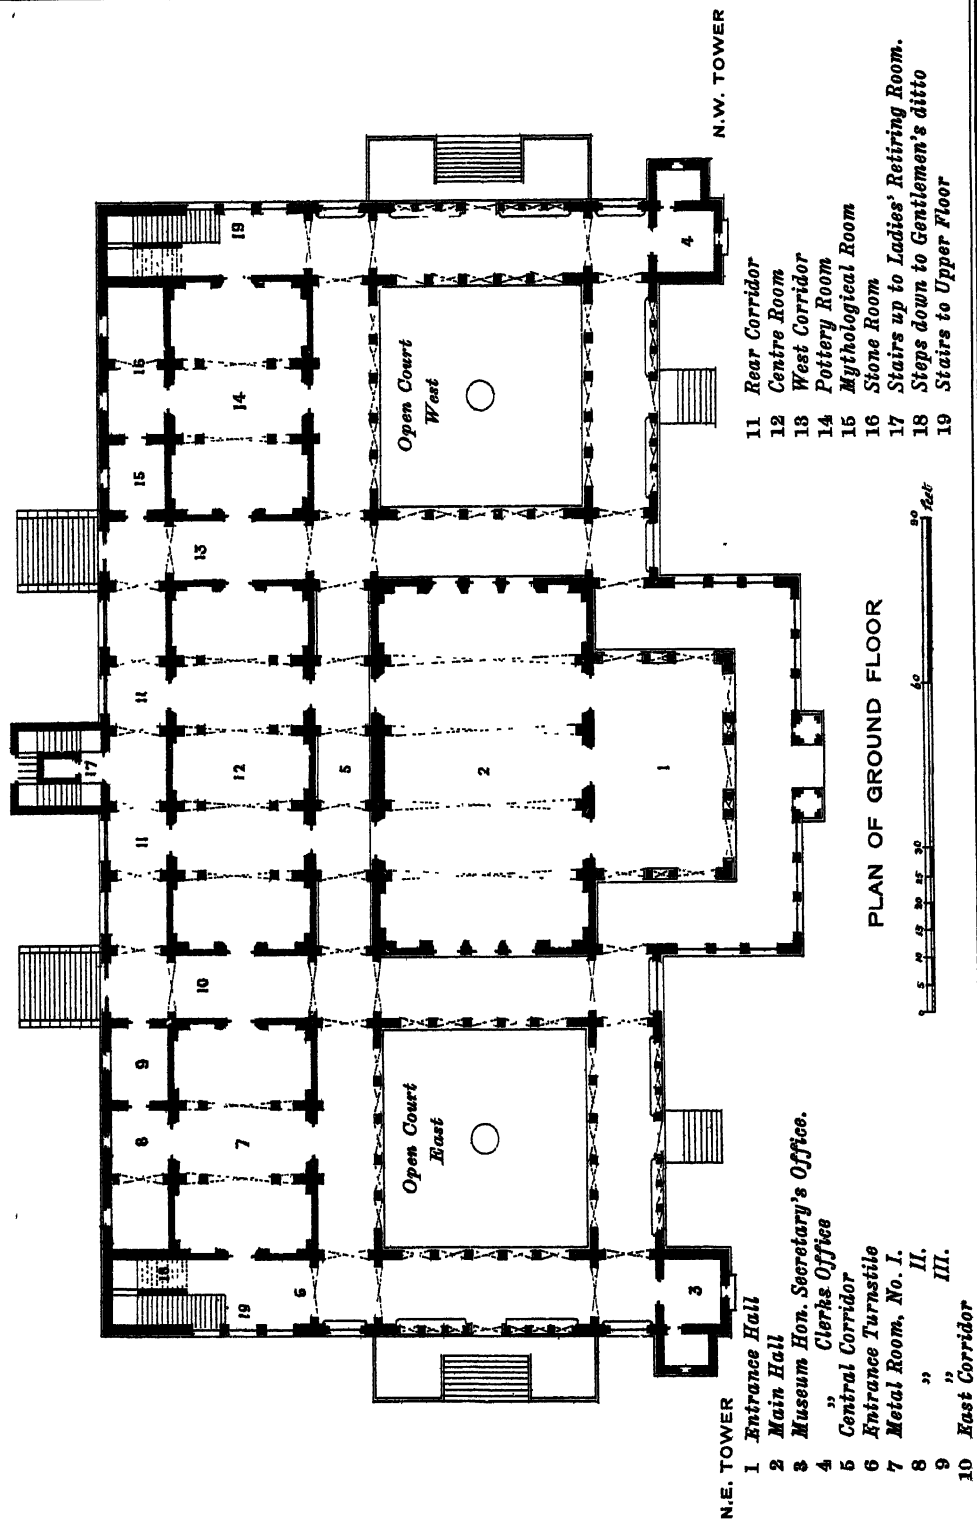 N.E. TOWER
N.W. TOWER
19
18
6
3
8
9
7
Open Court
East
10
11
17
11
12
5
2
1
13
15
16
14
Open Court
West
19
4
PLAN OF GROUND FLOOR
0 5 10 15 20 25 30 60 90 feet
1 Entrance Hall
2 Main Hall
3 Museum Hon. Secretary's Office.
4 „ Clerks Office
5 Central Corridor
6 Entrance Turnstile
7 Metal Room, No. I.
8 „ II.
9 „ III.
10 East Corridor
11 Rear Corridor
12 Centre Room
13 West Corridor
14 Pottery Room
15 Mythological Room
16 Stone Room
17 Stairs up to Ladies' Retiring Room.
18 Steps down to Gentlemen's ditto
19 Stairs to Upper Floor